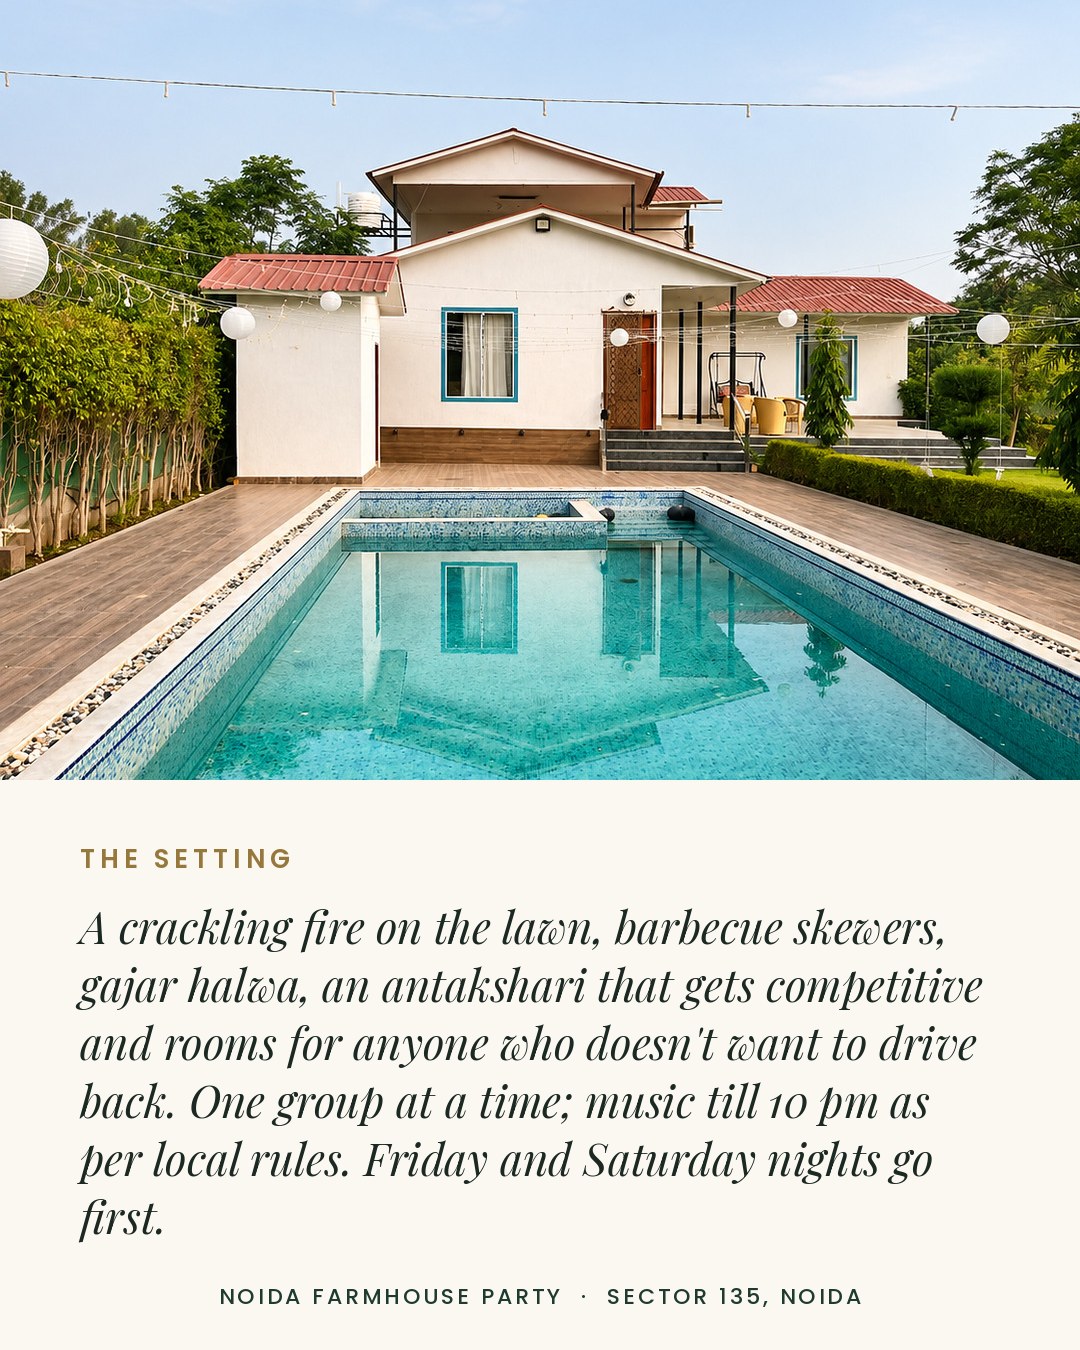 THE SETTING
A crackling fire on the lawn, barbecue skewers,
gajar halwa, an antakshari that gets competitive
and rooms for anyone who doesn't want to drive
back. One group at a time; music till 10 pm as
per local rules. Friday and Saturday nights go
first.
NOIDA FARMHOUSE PARTY · SECTOR 135, NOIDA